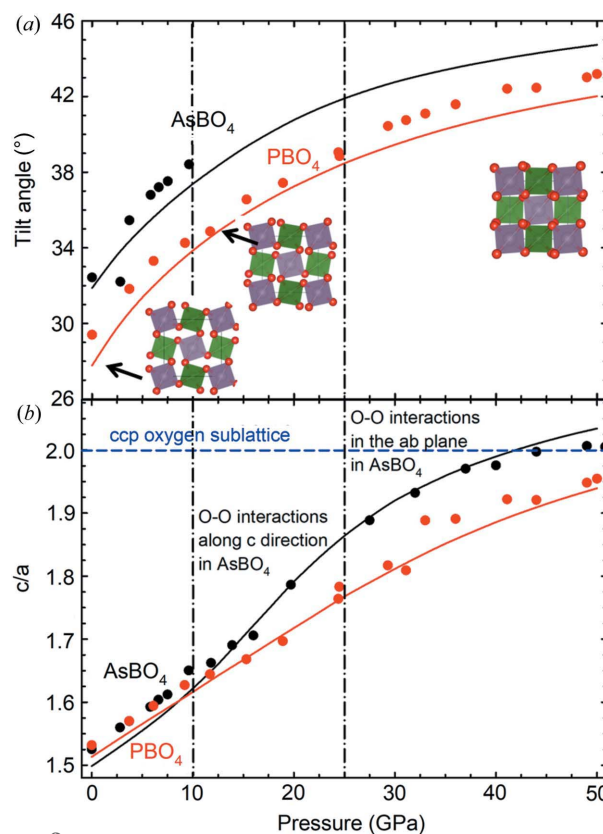 (a)
46
42
38
34
30
26
Tilt angle (°)
AsBO₄
PBO₄
(b)
2.0
1.9
1.8
1.7
1.6
1.5
c/a
ccp oxygen sublattice
O-O interactions
in the ab plane
in AsBO₄
O-O interactions
along c direction
in AsBO₄
AsBO₄
PBO₄
0 10 20 30 40 50
Pressure (GPa)